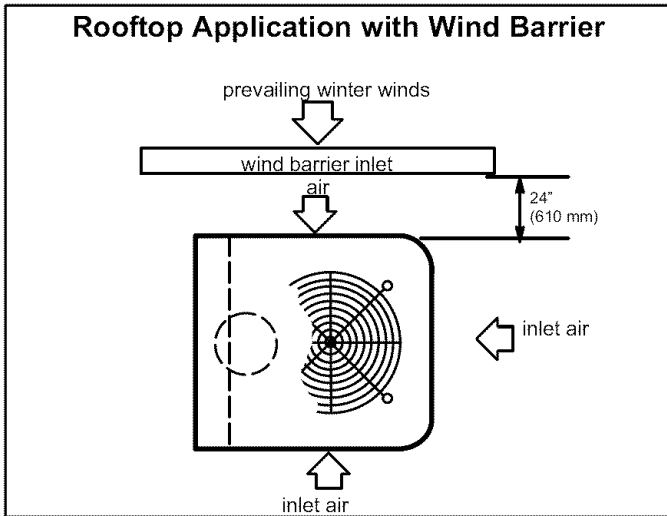 Rooftop Application with Wind Barrier
prevailing winter winds
wind barrier inlet
air
24”
(610 mm)
inlet air
inlet air